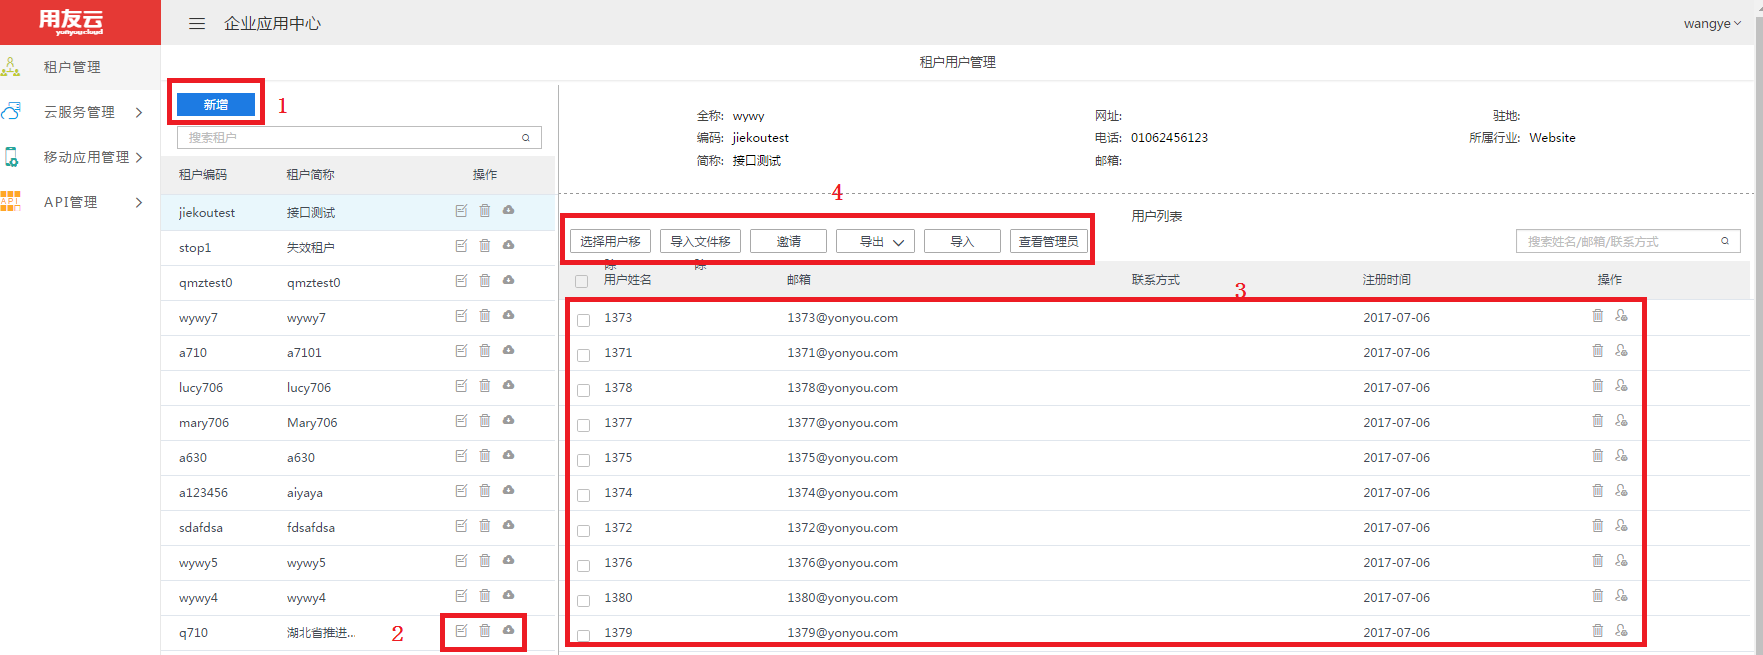 用友云
yonyoucloud
企业应用中心
wangye
租户管理
云服务管理
移动应用管理
API管理
租户用户管理
新增
1
搜索租户
租户编码 租户简称 操作
jiekoutest 接口测试
stop1 失效租户
qmztest0 qmztest0
wywy7 wywy7
a710 a7101
lucy706 lucy706
mary706 Mary706
a630 a630
a123456 aiyaya
sdafdsa fdsafdsa
wywy5 wywy5
wywy4 wywy4
q710 湖北省推进...
2
全称: wywy 网址: 驻地:
编码: jiekoutest 电话: 01062456123 所属行业: Website
简称: 接口测试 邮箱:
4
用户列表
选择用户移除 导入文件移除 邀请 导出 导入 查看管理员
搜索姓名/邮箱/联系方式
用户姓名 邮箱 联系方式 注册时间 操作
3
1373 1373@yonyou.com 2017-07-06
1371 1371@yonyou.com 2017-07-06
1378 1378@yonyou.com 2017-07-06
1377 1377@yonyou.com 2017-07-06
1375 1375@yonyou.com 2017-07-06
1374 1374@yonyou.com 2017-07-06
1372 1372@yonyou.com 2017-07-06
1376 1376@yonyou.com 2017-07-06
1380 1380@yonyou.com 2017-07-06
1379 1379@yonyou.com 2017-07-06